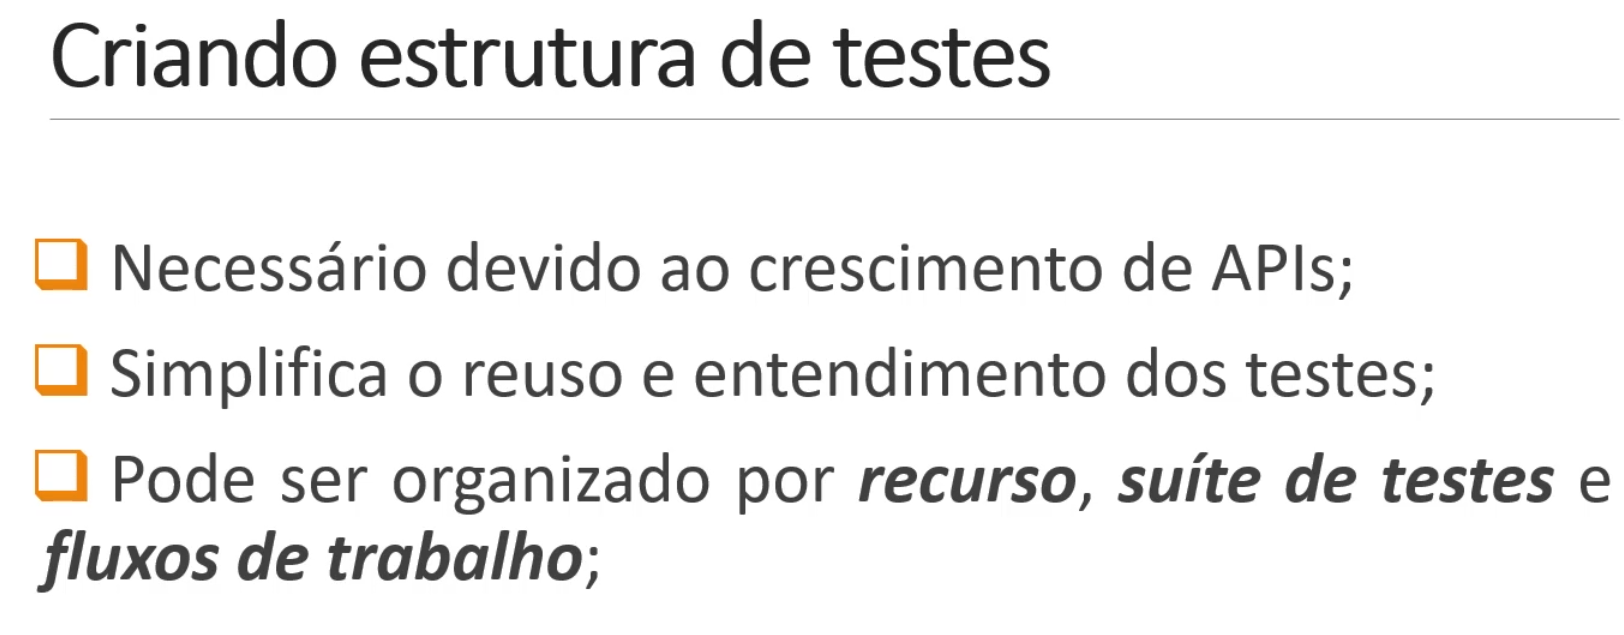 Criando estrutura de testes
Necessário devido ao crescimento de APIs;
Simplifica o reuso e entendimento dos testes;
Pode ser organizado por recurso, suíte de testes e
fluxos de trabalho;